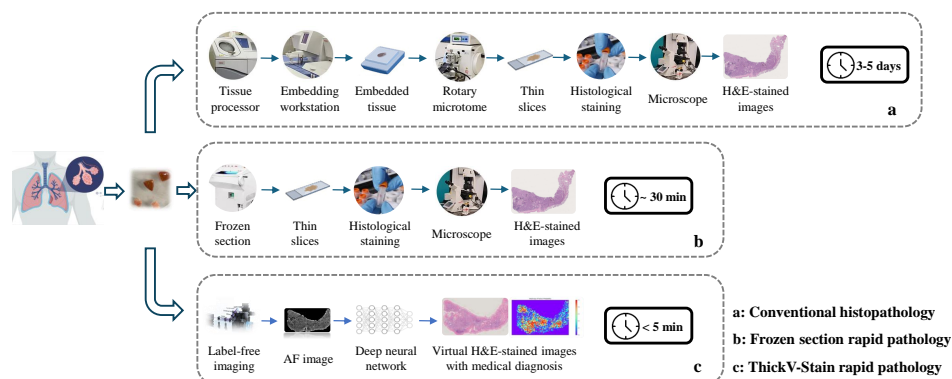 Tissue processor
Embedding workstation
Embedded tissue
Rotary microtome
Thin slices
Histological staining
Microscope
H&E-stained images
3-5 days
a
Frozen section
Thin slices
Histological staining
Microscope
H&E-stained images
~ 30 min
b
Label-free imaging
AF image
Deep neural network
Virtual H&E-stained images with medical diagnosis
< 5 min
c
a: Conventional histopathology
b: Frozen section rapid pathology
c: ThickV-Stain rapid pathology